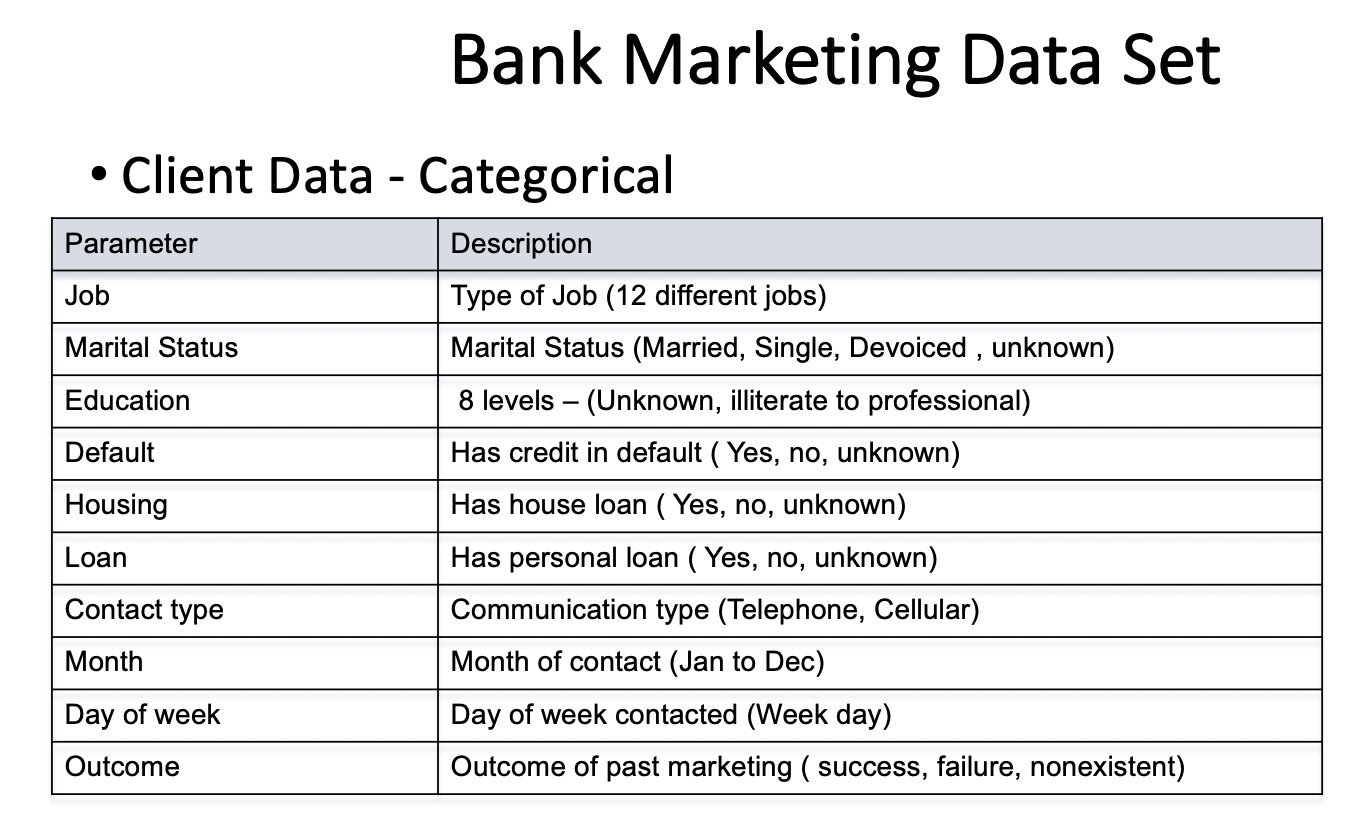 Bank Marketing Data Set
• Client Data - Categorical
Parameter Description
Job Type of Job (12 different jobs)
Marital Status Marital Status (Married, Single, Devoiced , unknown)
Education 8 levels – (Unknown, illiterate to professional)
Default Has credit in default ( Yes, no, unknown)
Housing Has house loan ( Yes, no, unknown)
Loan Has personal loan ( Yes, no, unknown)
Contact type Communication type (Telephone, Cellular)
Month Month of contact (Jan to Dec)
Day of week Day of week contacted (Week day)
Outcome Outcome of past marketing ( success, failure, nonexistent)